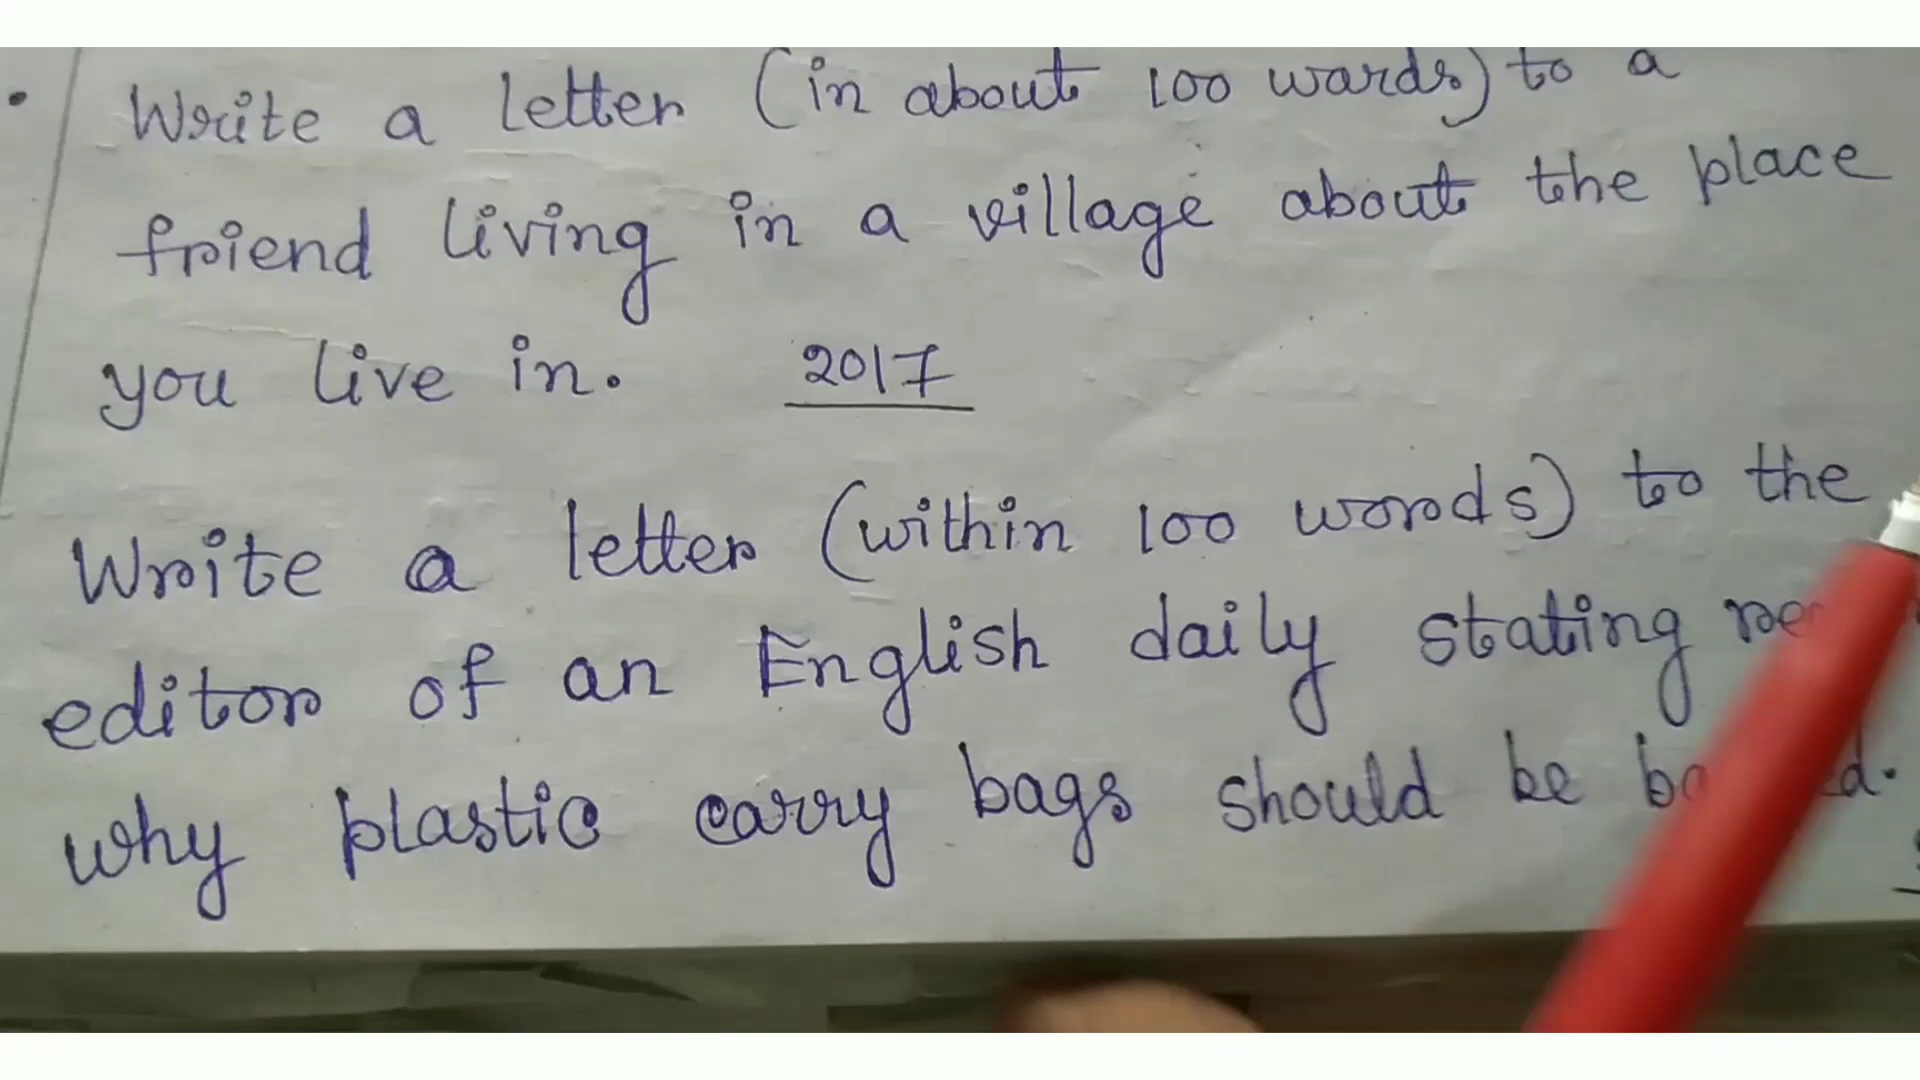 Write a letter (in about 100 wards) to a
friend living in a village about the place
you live in. 2017
Write a letter (within 100 words) to the
editor of an English daily stating
why plastic carry bags should be